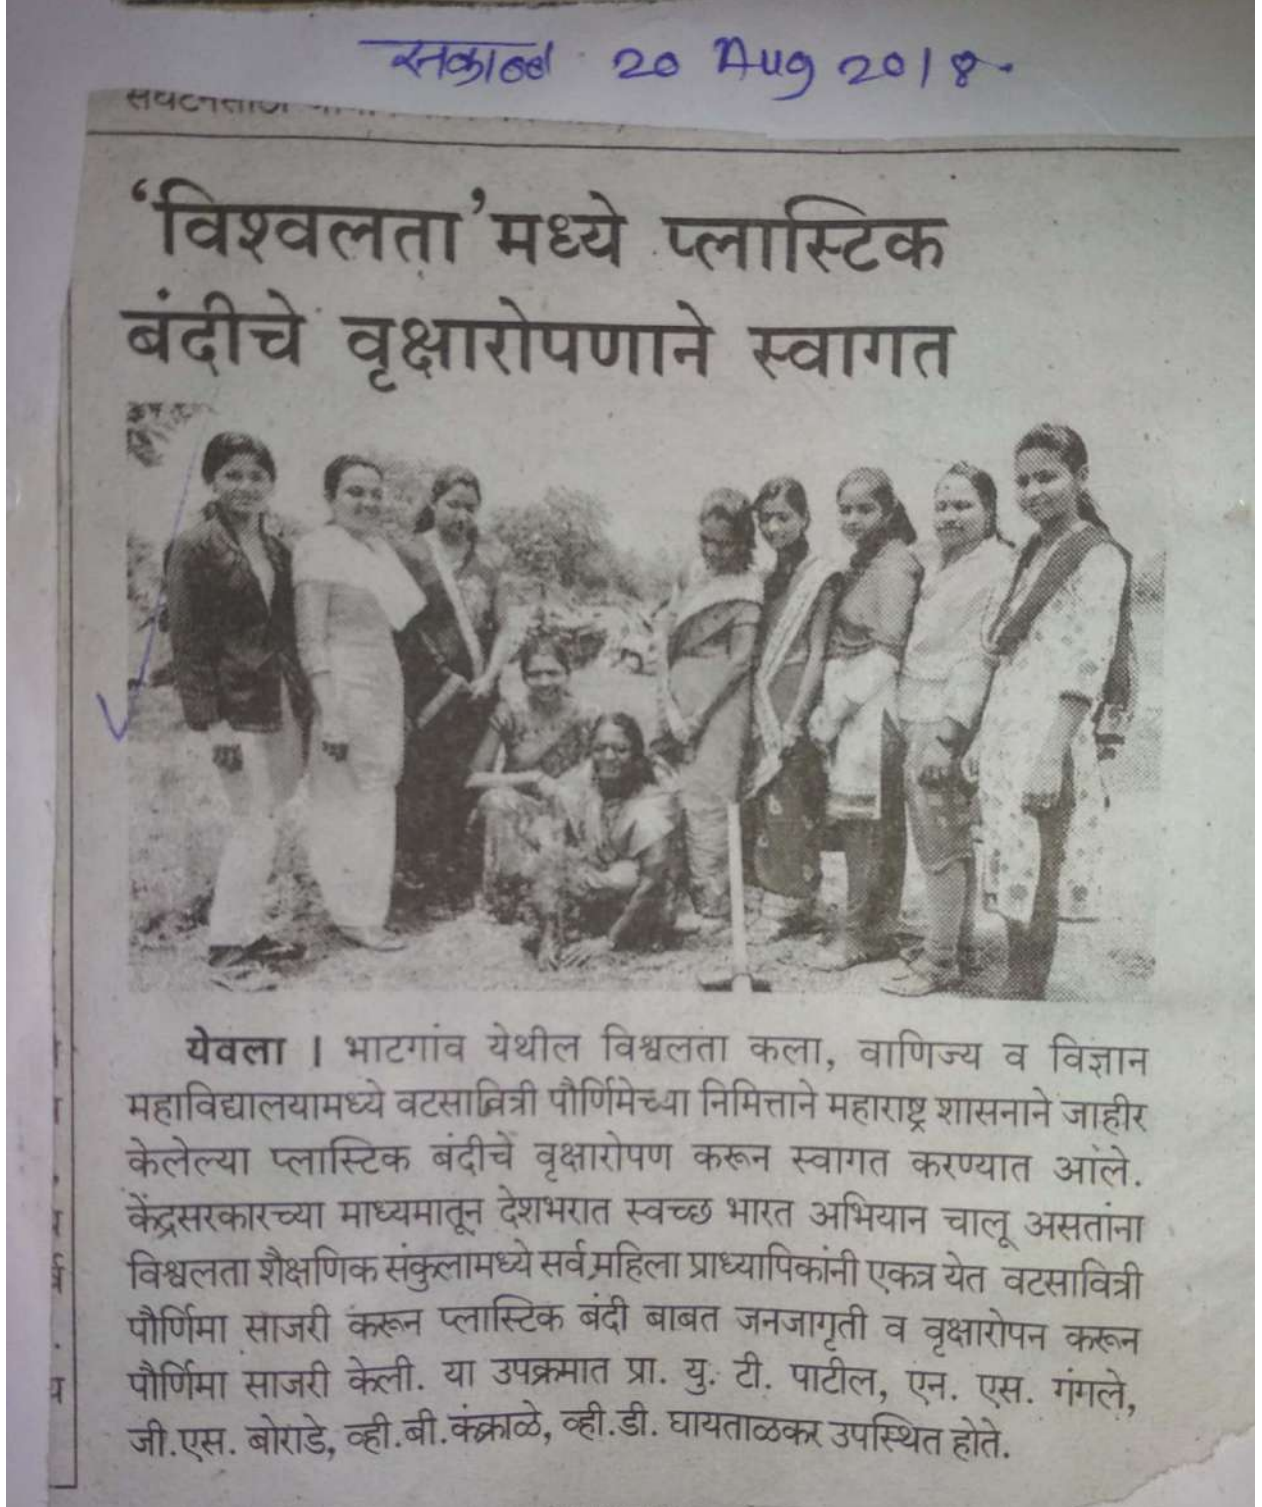 सकाळ 20 Aug 2018.
‘विश्वलता’मध्ये प्लास्टिक
बंदीचे वृक्षारोपणाने स्वागत
येवला । भाटगांव येथील विश्वलता कला, वाणिज्य व विज्ञान
महाविद्यालयामध्ये वटसावित्री पौर्णिमेच्या निमित्ताने महाराष्ट्र शासनाने जाहीर
केलेल्या प्लास्टिक बंदीचे वृक्षारोपण करून स्वागत करण्यात आले.
केंद्रसरकारच्या माध्यमातून देशभरात स्वच्छ भारत अभियान चालू असतांना
विश्वलता शैक्षणिक संकुलामध्ये सर्व महिला प्राध्यापिकांनी एकत्र येत वटसावित्री
पौर्णिमा साजरी करून प्लास्टिक बंदी बाबत जनजागृती व वृक्षारोपन करून
पौर्णिमा साजरी केली. या उपक्रमात प्रा. यु. टी. पाटील, एन. एस. गंगले,
जी.एस. बोराडे, व्ही.बी.कंक्राळे, व्ही.डी. घायताळकर उपस्थित होते.